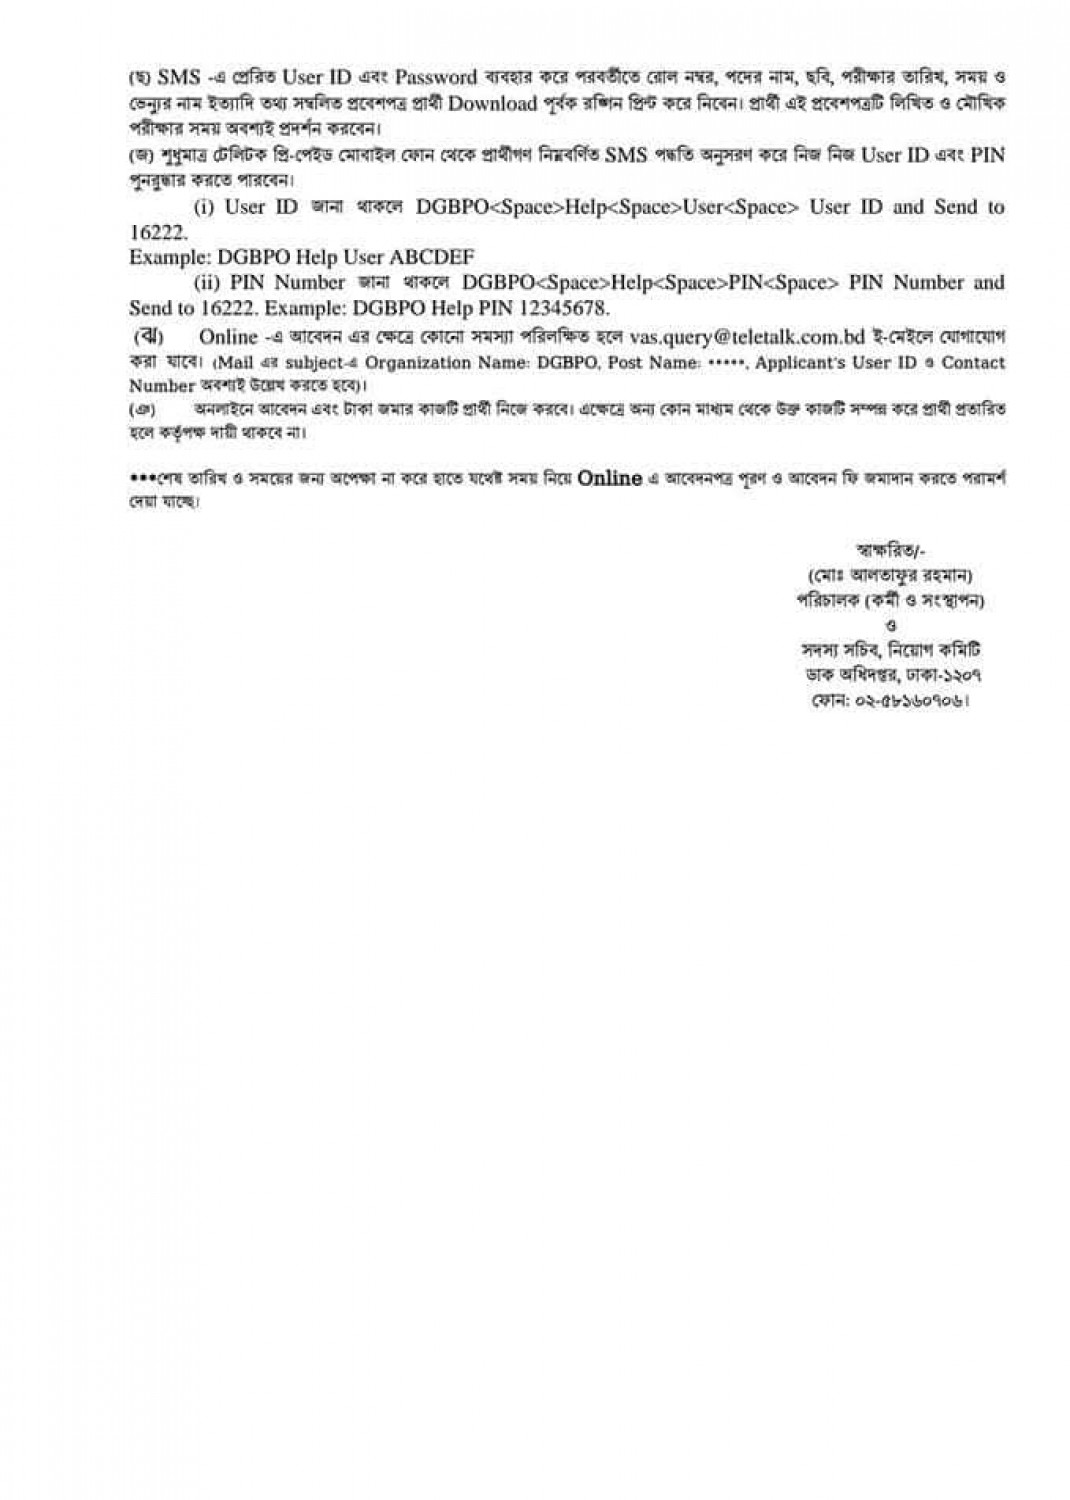 (ছ) SMS -এ প্রেরিত User ID এবং Password ব্যবহার করে পরবর্তীতে রোল নম্বর, পদের নাম, ছবি, পরীক্ষার তারিখ, সময় ও
ভেন্যুর নাম ইত্যাদি তথ্য সম্বলিত প্রবেশপত্র প্রার্থী Download পূর্বক রঙ্গিন প্রিন্ট করে নিবেন। প্রার্থী এই প্রবেশপত্রটি লিখিত ও মৌখিক
পরীক্ষার সময় অবশ্যই প্রদর্শন করবেন।
(জ) শুধুমাত্র টেলিটক প্রি-পেইড মোবাইল ফোন থেকে প্রার্থীগণ নিম্নবর্ণিত SMS পদ্ধতি অনুসরণ করে নিজ নিজ User ID এবং PIN
পুনরুদ্ধার করতে পারবেন।
(i) User ID জানা থাকলে DGBPO<Space>Help<Space>User<Space> User ID and Send to
16222.
Example: DGBPO Help User ABCDEF
(ii) PIN Number জানা থাকলে DGBPO<Space>Help<Space>PIN<Space> PIN Number and
Send to 16222. Example: DGBPO Help PIN 12345678.
(ঝ) Online -এ আবেদন এর ক্ষেত্রে কোনো সমস্যা পরিলক্ষিত হলে vas.query@teletalk.com.bd ই-মেইলে যোগাযোগ
করা যাবে। (Mail এর subject-এ Organization Name: DGBPO, Post Name: *****, Applicant's User ID ও Contact
Number অবশ্যই উল্লেখ করতে হবে)।
(ঞ) অনলাইনে আবেদন এবং টাকা জমার কাজটি প্রার্থী নিজে করবে। এক্ষেত্রে অন্য কোন মাধ্যম থেকে উক্ত কাজটি সম্পন্ন করে প্রার্থী প্রতারিত
হলে কর্তৃপক্ষ দায়ী থাকবে না।
***শেষ তারিখ ও সময়ের জন্য অপেক্ষা না করে হাতে যথেষ্ট সময় নিয়ে Online এ আবেদনপত্র পূরণ ও আবেদন ফি জমাদান করতে পরামর্শ
দেয়া যাচ্ছে।
স্বাক্ষরিত/-
(মোঃ আলতাফুর রহমান)
পরিচালক (কর্মী ও সংস্থাপন)
ও
সদস্য সচিব, নিয়োগ কমিটি
ডাক অধিদপ্তর, ঢাকা-১২০৭
ফোন: ০২-৫৮১৬০৭০৬।